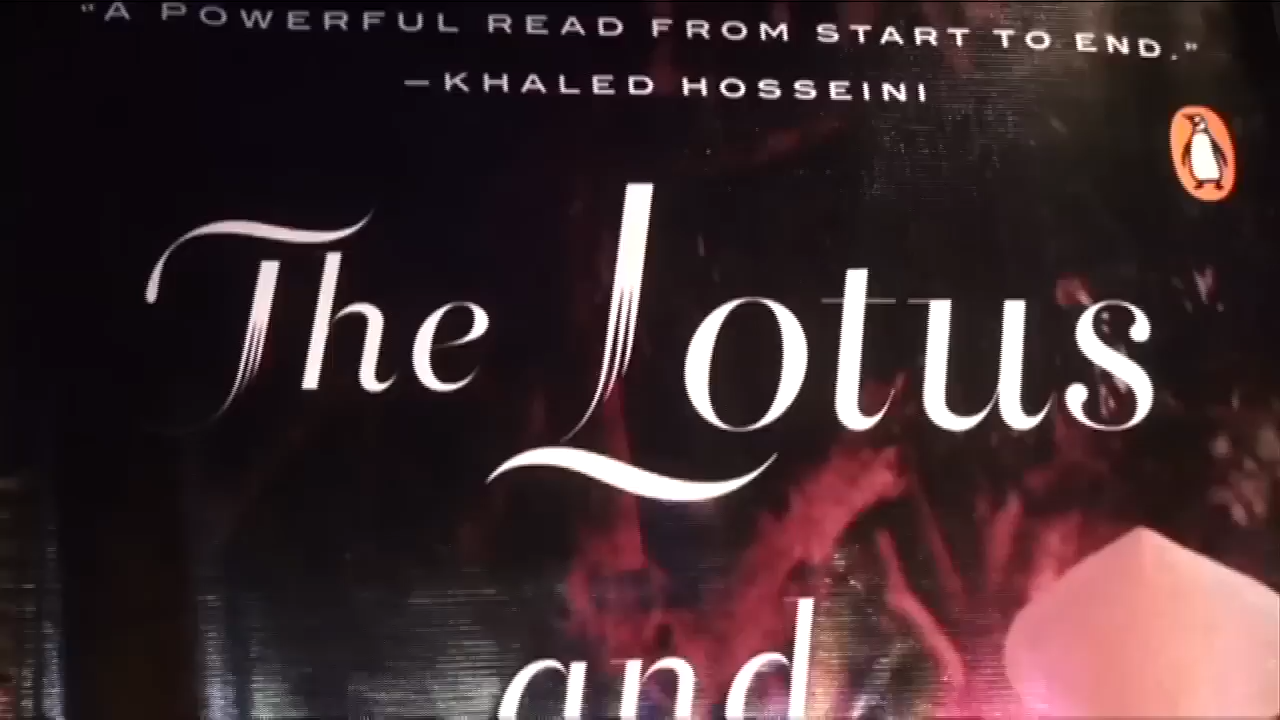 “A POWERFUL READ FROM START TO END.”
—KHALED HOSSEINI
The Lotus
and